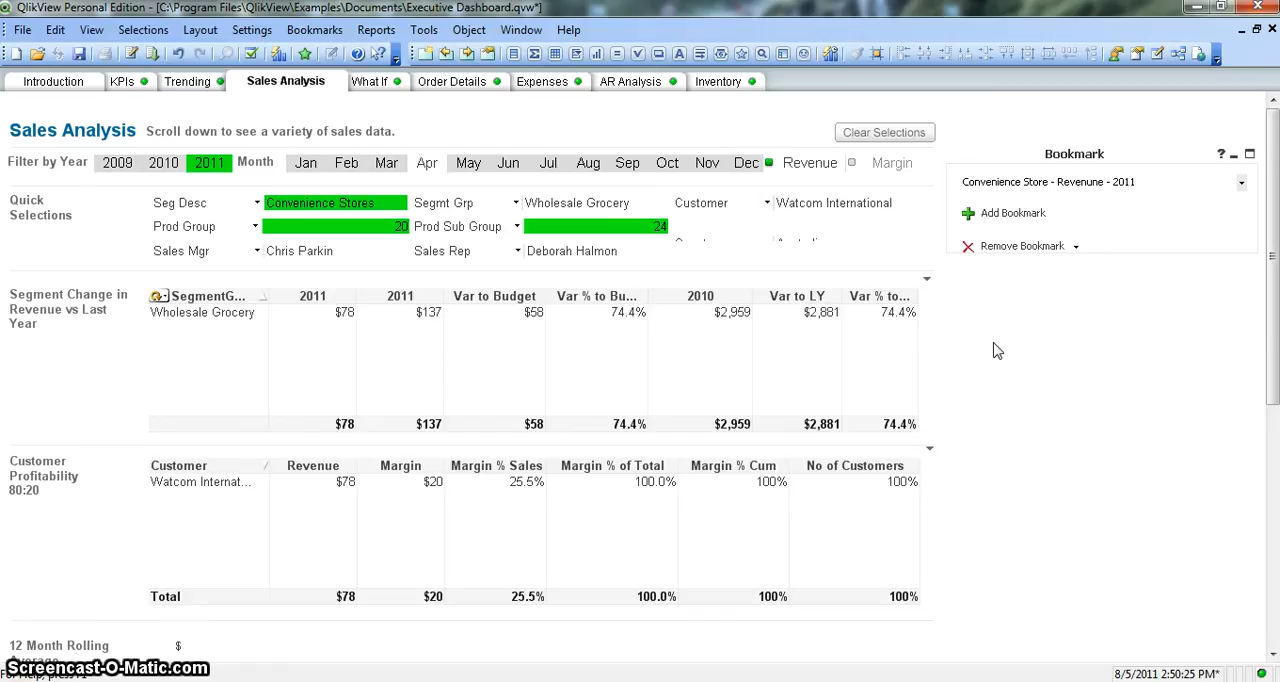 QlikView Personal Edition - [C:\Program Files\QlikView\Examples\Documents\Executive Dashboard.qvw*]
File Edit View Selections Layout Settings Bookmarks Reports Tools Object Window Help
Introduction KPIs Trending Sales Analysis What If Order Details Expenses AR Analysis Inventory
Sales Analysis Scroll down to see a variety of sales data. Clear Selections
Filter by Year 2009 2010 2011 Month Jan Feb Mar Apr May Jun Jul Aug Sep Oct Nov Dec Revenue Margin
Bookmark ?
Convenience Store - Revenune - 2011
Add Bookmark
Remove Bookmark
Quick
Selections
Seg Desc Convenience Stores Segmt Grp Wholesale Grocery Customer Watcom International
Prod Group 20 Prod Sub Group 24
Sales Mgr Chris Parkin Sales Rep Deborah Halmon
Segment Change in
Revenue vs Last
Year
SegmentG... 2011 2011 Var to Budget Var % to Bu... 2010 Var to LY Var % to...
Wholesale Grocery $78 $137 $58 74.4% $2,959 $2,881 74.4%
$78 $137 $58 74.4% $2,959 $2,881 74.4%
Customer
Profitability
80:20
Customer Revenue Margin Margin % Sales Margin % of Total Margin % Cum No of Customers
Watcom Internat... $78 $20 25.5% 100.0% 100% 100%
Total $78 $20 25.5% 100.0% 100% 100%
12 Month Rolling $
Screencast-O-Matic.com
8/5/2011 2:50:25 PM*